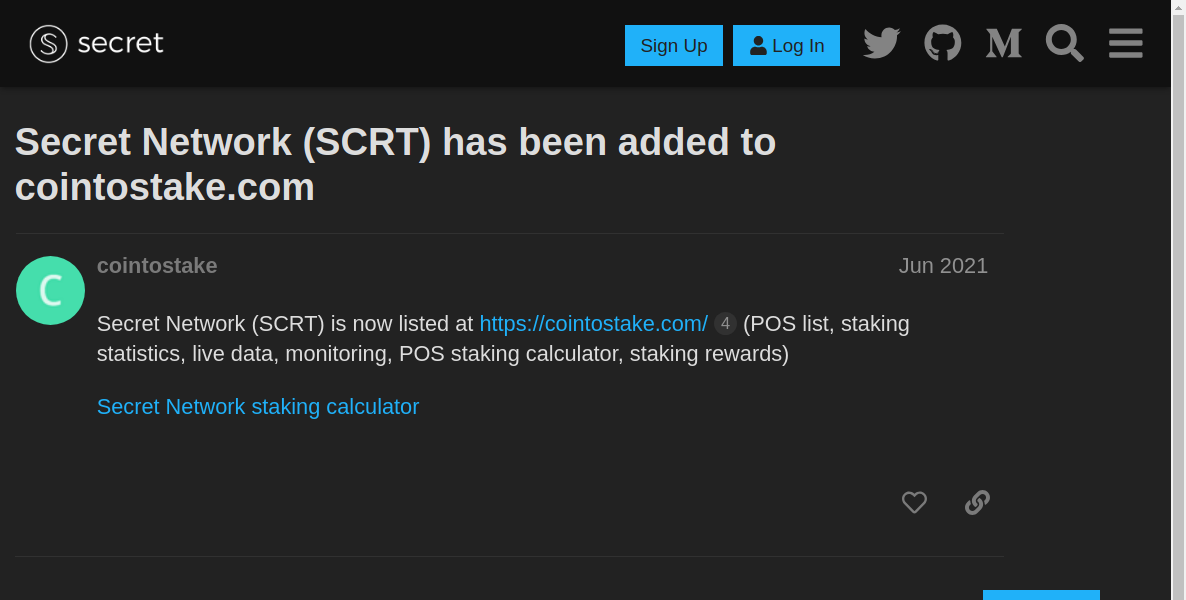 secret
Sign Up
Log In
Secret Network (SCRT) has been added to
cointostake.com
C
cointostake
Jun 2021
Secret Network (SCRT) is now listed at https://cointostake.com/ 4 (POS list, staking
statistics, live data, monitoring, POS staking calculator, staking rewards)
Secret Network staking calculator